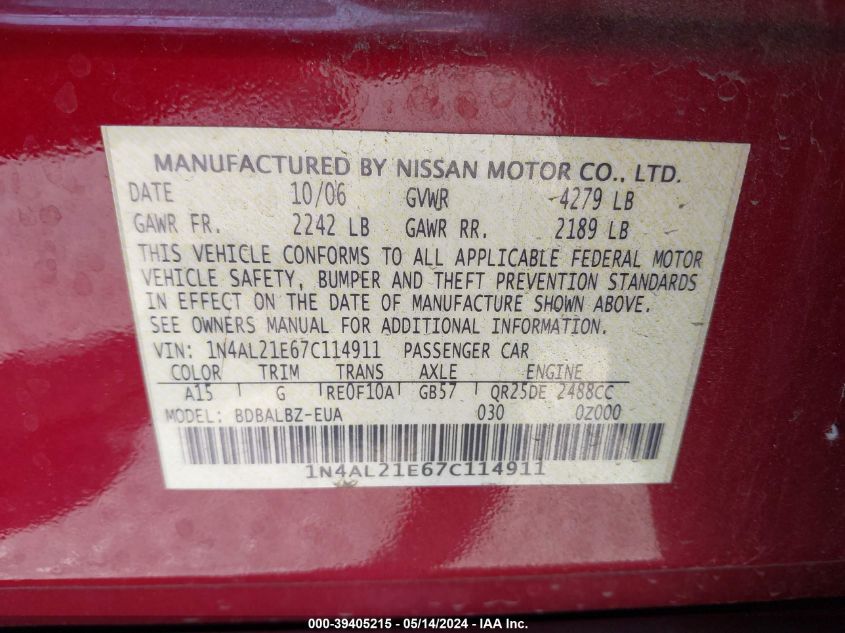 MANUFACTURED BY NISSAN MOTOR CO., LTD.
DATE 10/06 GVWR 4279 LB
GAWR FR. 2242 LB GAWR RR. 2189 LB
THIS VEHICLE CONFORMS TO ALL APPLICABLE FEDERAL MOTOR
VEHICLE SAFETY, BUMPER AND THEFT PREVENTION STANDARDS
IN EFFECT ON THE DATE OF MANUFACTURE SHOWN ABOVE.
SEE OWNERS MANUAL FOR ADDITIONAL INFORMATION.
VIN: 1N4AL21E67C114911 PASSENGER CAR
COLOR TRIM TRANS AXLE ENGINE
A15 G RE0F10A GB57 QR25DE 2488CC
MODEL: BDBALBZ-EUA 030 0Z000
1N4AL21E67C114911
000-39405215 - 05/14/2024 - IAA Inc.